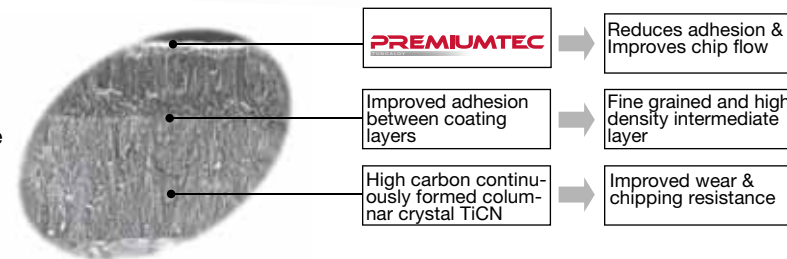 PREMIUMTEC
TUNGALOY
Reduces adhesion &
Improves chip flow
e
Improved adhesion
between coating
layers
Fine grained and high
density intermediate
layer
High carbon continu-
ously formed colum-
nar crystal TiCN
Improved wear &
chipping resistance